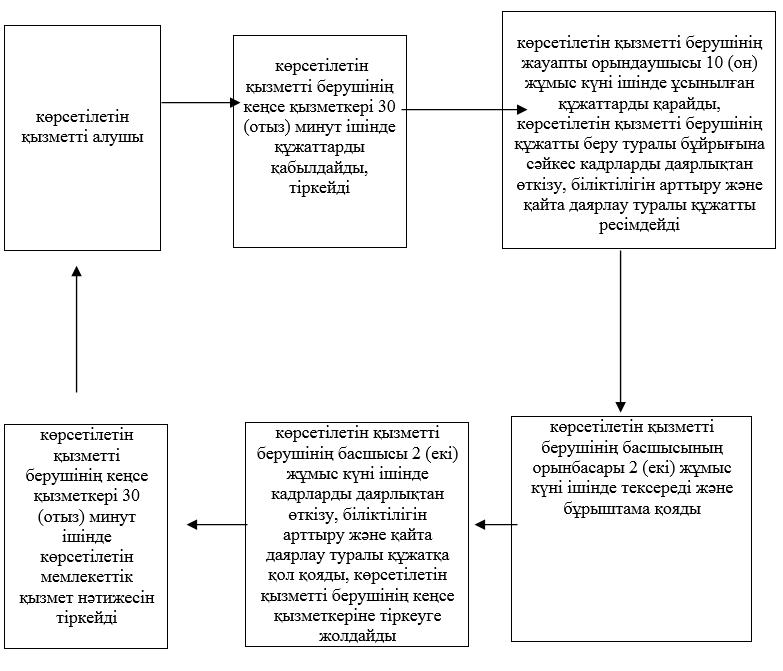 көрсетілетін
қызметті алушы
көрсетілетін
қызметті берушінің
кеңсе қызметкері 30
(отыз) минут ішінде
құжаттарды
қабылдайды,
тіркейді
көрсетілетін қызметті берушінің
жауапты орындаушысы 10 (он)
жұмыс күні ішінде ұсынылған
құжаттарды қарайды,
көрсетілетін қызметті берушінің
құжатты беру туралы бұйрығына
сәйкес кадрларды даярлықтан
өткізу, біліктілігін арттыру және
қайта даярлау туралы құжатты
ресімдейді
көрсетілетін қызметті
берушінің басшысының
орынбасары 2 (екі) жұмыс
күні ішінде тексереді және
бұрыштама қояды
көрсетілетін қызметті
берушінің басшысы 2 (екі)
жұмыс күні ішінде
кадрларды даярлықтан
өткізу, біліктілігін
арттыру және қайта
даярлау туралы құжатқа
қол қояды, көрсетілетін
қызметті берушінің кеңсе
қызметкеріне тіркеуге
жолдайды
көрсетілетін
қызметті
берушінің кеңсе
қызметкері 30
(отыз) минут
ішінде
көрсетілетін
мемлекеттік
қызмет нәтижесін
тіркейді